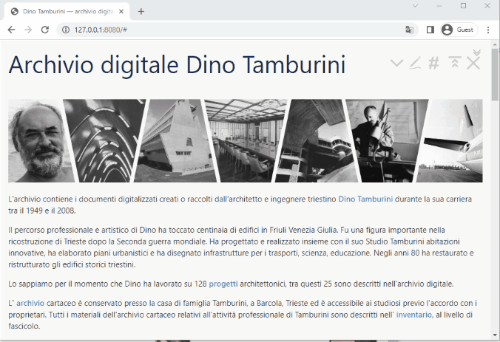 Dino Tamburini — archivio digita
127.0.0.1:8080/#
Guest
Archivio digitale Dino Tamburini
L'archivio contiene i documenti digitalizzati creati o raccolti dall'architetto e ingegnere triestino Dino Tamburini durante la sua carriera
tra il 1949 e il 2008.
Il percorso professionale e artistico di Dino ha toccato centinaia di edifici in Friuli Venezia Giulia. Fu una figura importante nella
ricostruzione di Trieste dopo la Seconda guerra mondiale. Ha progettato e realizzato insieme con il suo Studio Tamburini abitazioni
innovative, ha elaborato piani urbanistici e ha disegnato infrastrutture per i trasporti, scienza, educazione. Negli anni 80 ha restaurato e
ristrutturato gli edifici storici triestini.
Lo sappiamo per il momento che Dino ha lavorato su 128 progetti architettonici, tra questi 25 sono descritti nell'archivio digitale.
L' archivio cartaceo è conservato presso la casa di famiglia Tamburini, a Barcola, Trieste ed è accessibile ai studiosi previo l'accordo con i
proprietari. Tutti i materiali dell'archivio cartaceo relativi all'attività professionale di Tamburini sono descritti nell' inventario, al livello di
fascicolo.